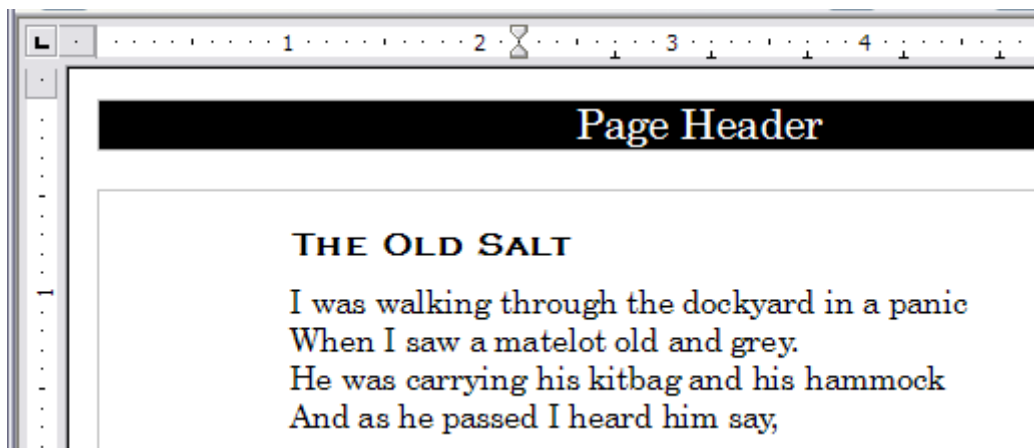 1 2 3 4
Page Header
1
THE OLD SALT
I was walking through the dockyard in a panic
When I saw a matelot old and grey.
He was carrying his kitbag and his hammock
And as he passed I heard him say,